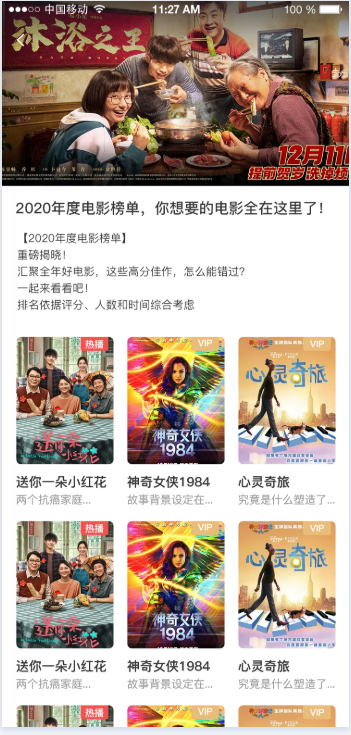 中国移动
11:27 AM
100 %
沐浴之王
12月11日
提前贺岁 洗掉烦
2020年度电影榜单，你想要的电影全在这里了！
【2020年度电影榜单】
重磅揭晓！
汇聚全年好电影，这些高分佳作，怎么能错过？
一起来看看吧！
排名依据评分、人数和时间综合考虑
热播
VIP
VIP
送你一朵小红花
神奇女侠
1984
心灵奇旅
送你一朵小红花
神奇女侠1984
心灵奇旅
两个抗癌家庭...
故事背景设定在...
究竟是什么塑造了...
热播
VIP
VIP
送你一朵小红花
神奇女侠
1984
心灵奇旅
送你一朵小红花
神奇女侠1984
心灵奇旅
两个抗癌家庭...
故事背景设定在...
究竟是什么塑造了...
热播
VIP
VIP